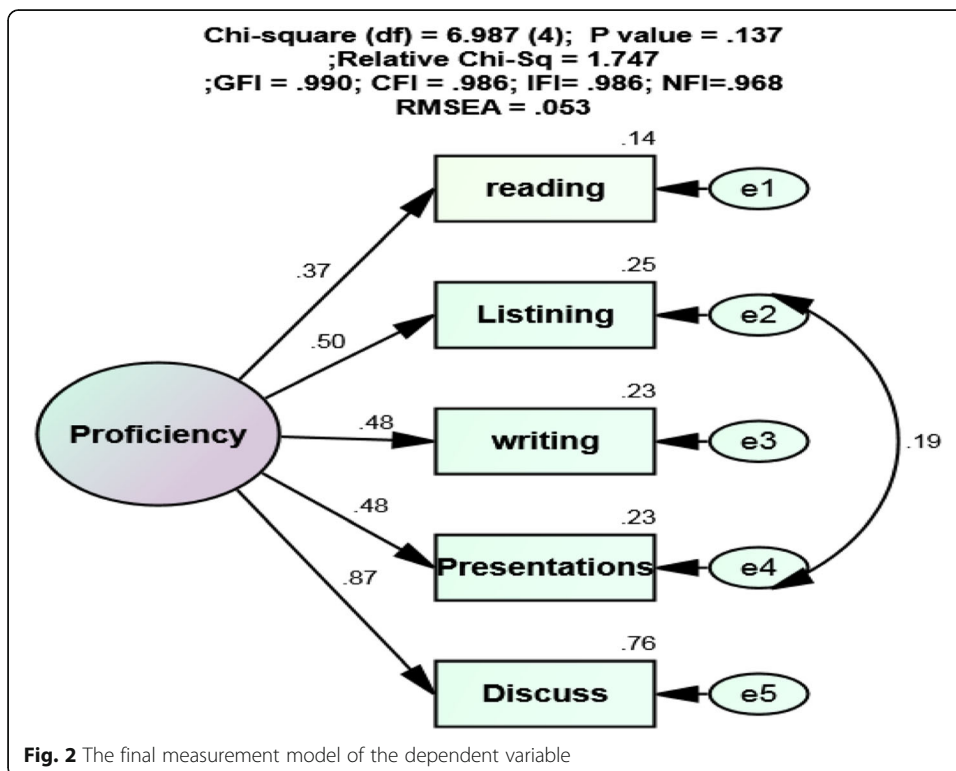 Chi-square (df) = 6.987 (4); P value = .137
;Relative Chi-Sq = 1.747
;GFI = .990; CFI = .986; IFI= .986; NFI=.968
RMSEA = .053
.14
reading
e1
.37
.25
Listining
e2
.50
.23
Proficiency
.48
writing
e3
.19
.23
.48
Presentations
e4
.87
.76
Discuss
e5
Fig. 2 The final measurement model of the dependent variable